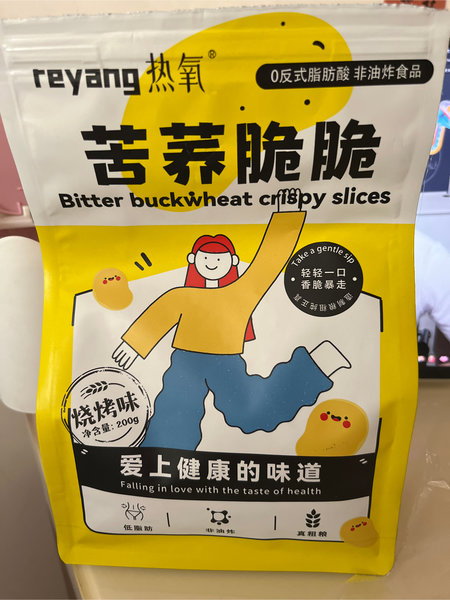 reyang热氧®
0反式脂肪酸 非油炸食品
苦荞脆脆
Bitter buckwheat crispy slices
Take a gentle sip
轻轻一口
香脆暴走
烧烤味
净含量: 200g
爱上健康的味道
Falling in love with the taste of health
低脂肪
非油炸
真粗粮